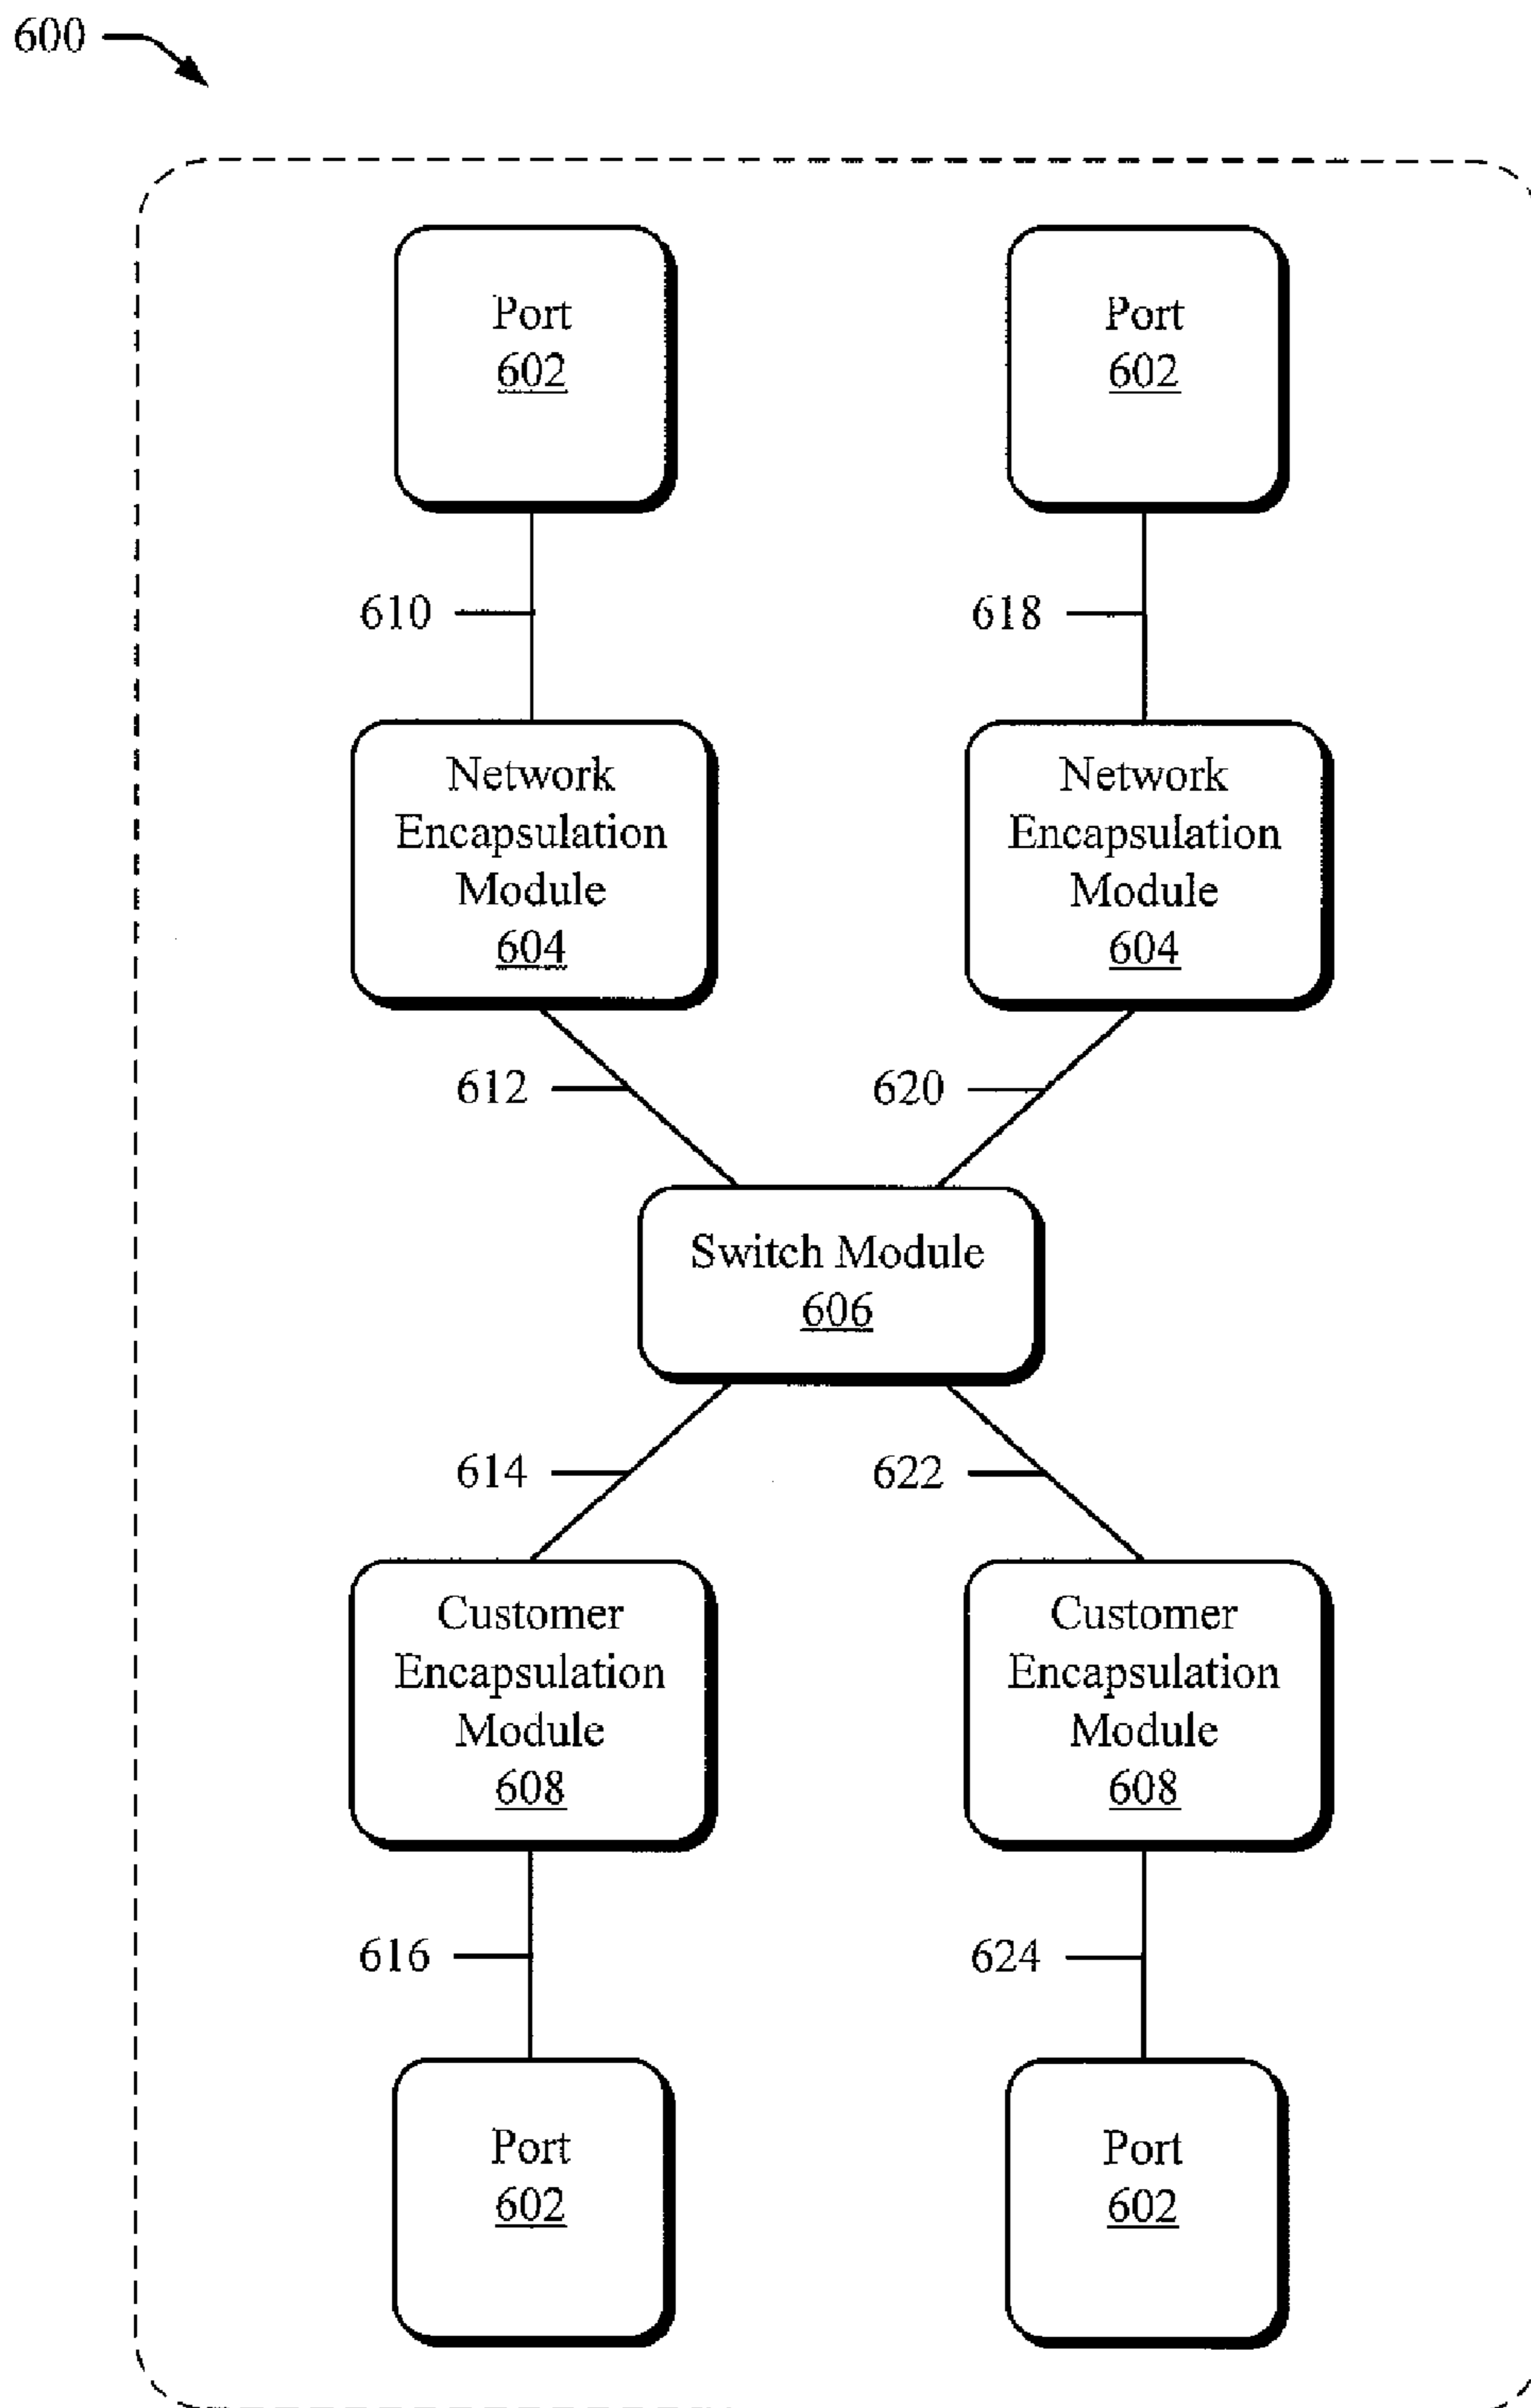 600
Port
602
Port
602
610
618
Network
Encapsulation
Module
604
Network
Encapsulation
Module
604
612
620
Switch Module
606
614
622
Customer
Encapsulation
Module
608
Customer
Encapsulation
Module
608
616
624
Port
602
Port
602